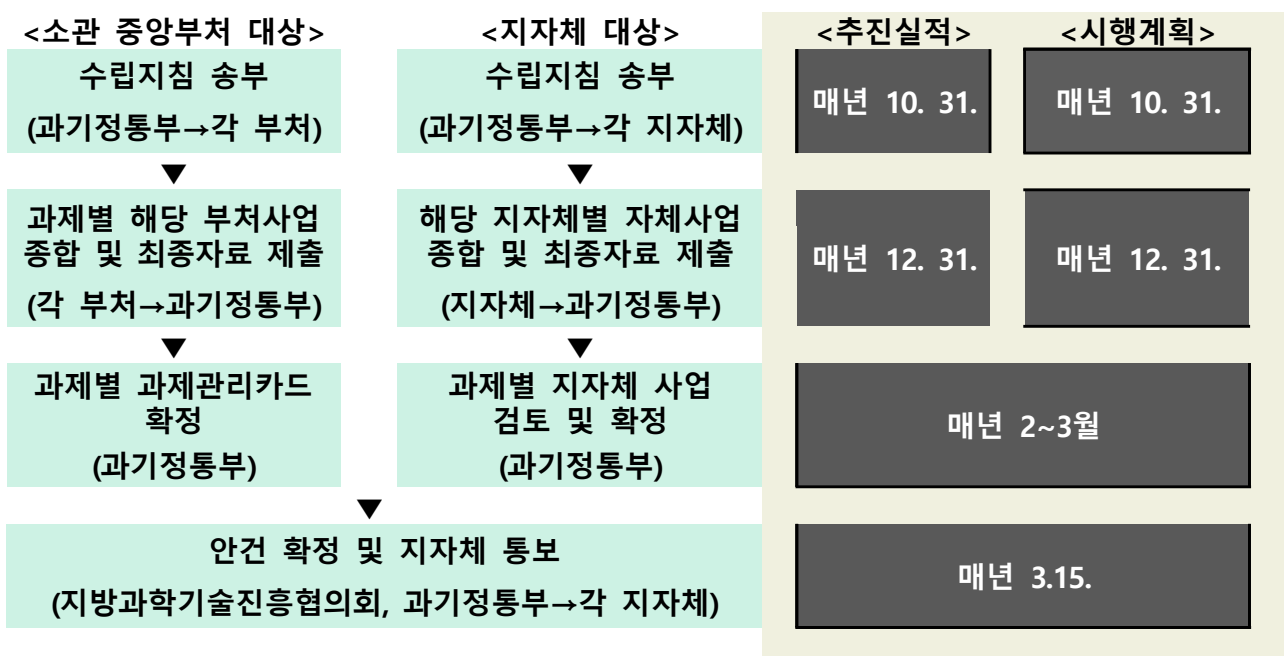 <소관 중앙부처 대상>
<지자체 대상>
<추진실적>
<시행계획>
수립지침 송부
(과기정통부→각 부처)
수립지침 송부
(과기정통부→각 지자체)
매년 10. 31.
매년 10. 31.
▼
▼
과제별 해당 부처사업
종합 및 최종자료 제출
(각 부처→과기정통부)
해당 지자체별 자체사업
종합 및 최종자료 제출
(지자체→과기정통부)
매년 12. 31.
매년 12. 31.
▼
▼
과제별 과제관리카드
확정
(과기정통부)
과제별 지자체 사업
검토 및 확정
(과기정통부)
매년 2~3월
▼
안건 확정 및 지자체 통보
(지방과학기술진흥협의회, 과기정통부→각 지자체)
매년 3.15.